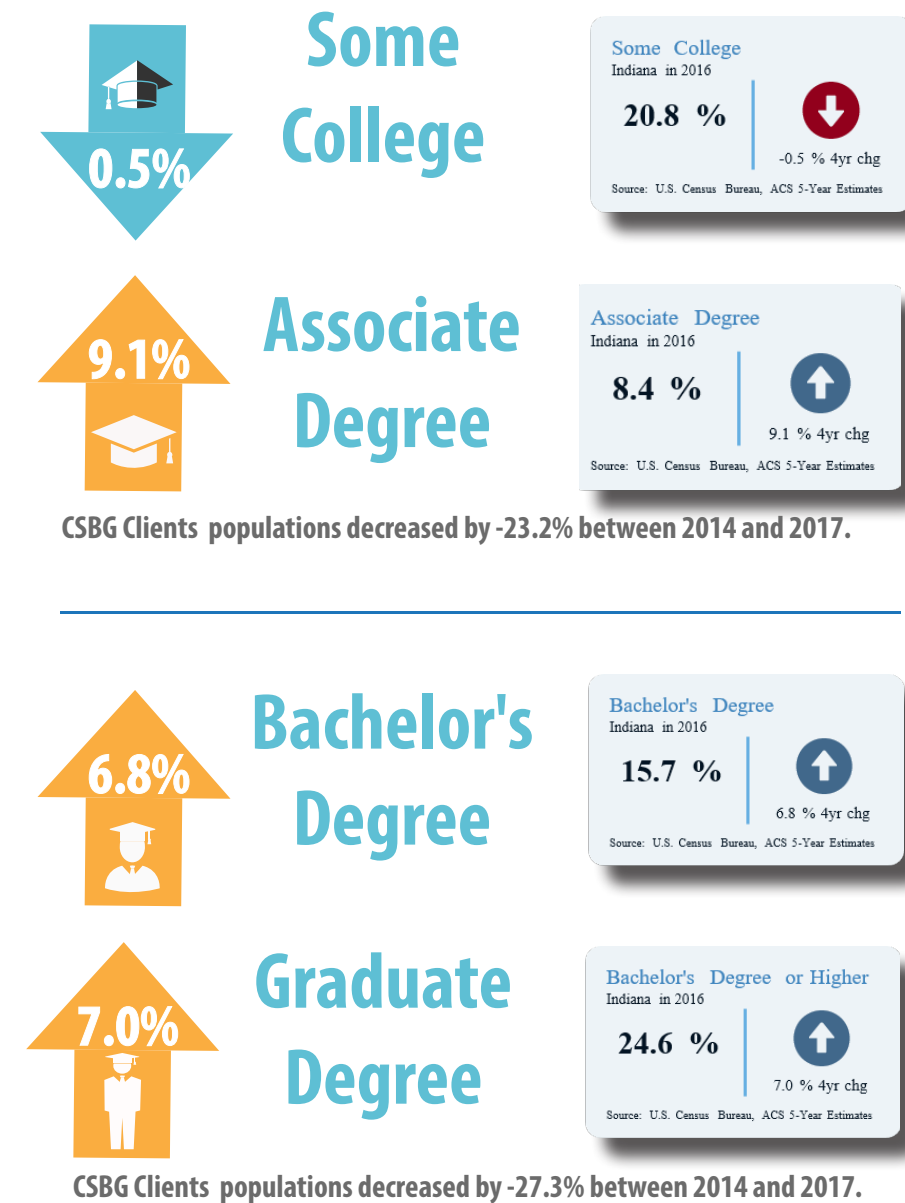 0.5%
Some
College
Some College
Indiana in 2016
20.8 %
-0.5 % 4yr chg
Source: U.S. Census Bureau, ACS 5-Year Estimates
9.1%
Associate
Degree
Associate Degree
Indiana in 2016
8.4 %
9.1 % 4yr chg
Source: U.S. Census Bureau, ACS 5-Year Estimates
CSBG Clients populations decreased by -23.2% between 2014 and 2017.
6.8%
Bachelor's
Degree
Bachelor's Degree
Indiana in 2016
15.7 %
6.8 % 4yr chg
Source: U.S. Census Bureau, ACS 5-Year Estimates
7.0%
Graduate
Degree
Bachelor's Degree or Higher
Indiana in 2016
24.6 %
7.0 % 4yr chg
Source: U.S. Census Bureau, ACS 5-Year Estimates
CSBG Clients populations decreased by -27.3% between 2014 and 2017.